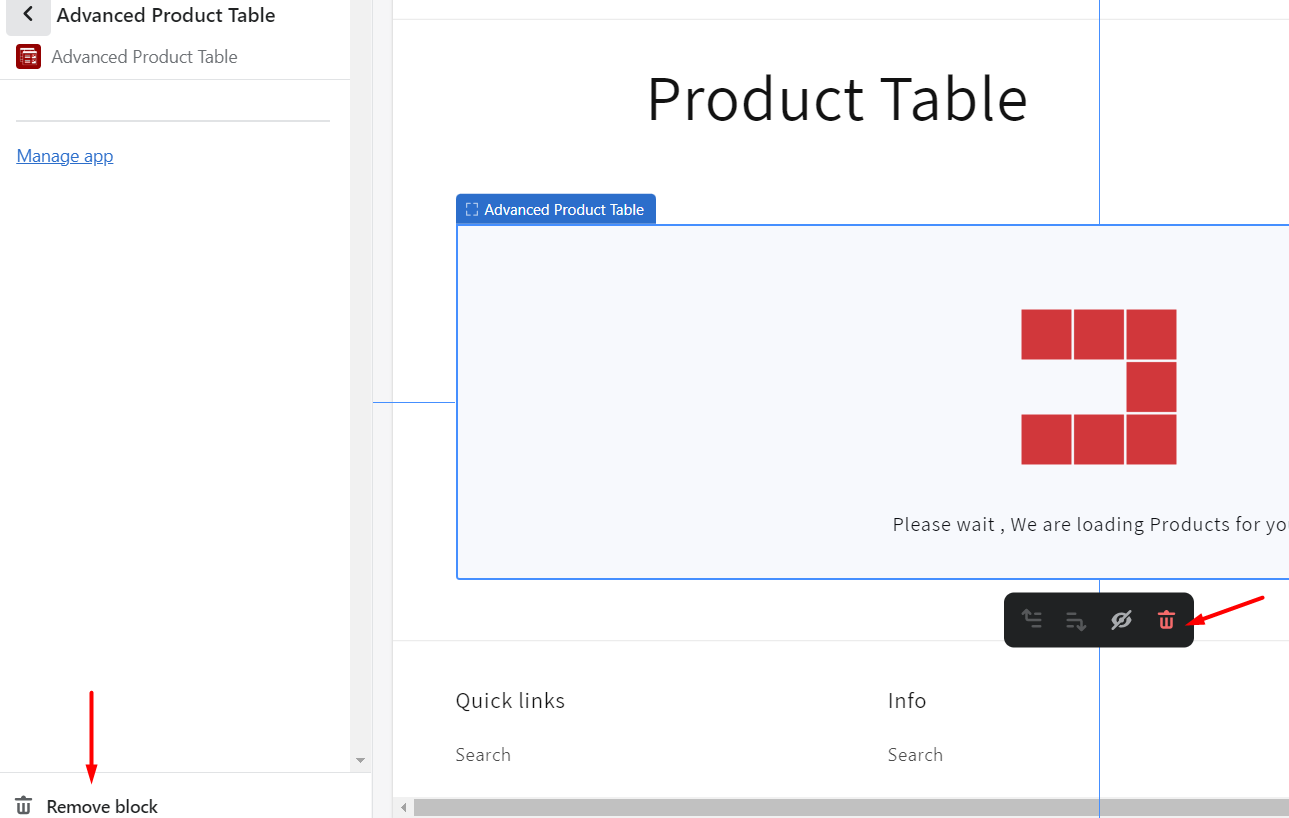 Advanced Product Table
Advanced Product Table
Manage app
Remove block
Product Table
Advanced Product Table
Please wait , We are loading Products for yo
Quick links
Info
Search
Search